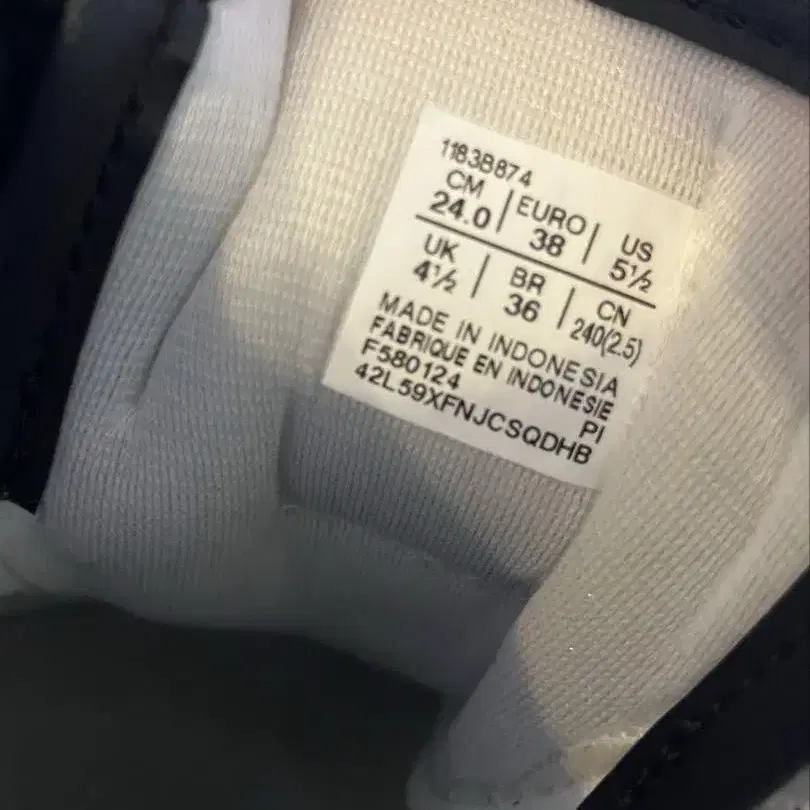 1183B874
CM | EURO | US
24.0 | 38 | 5½
UK | BR | CN
4½ | 36 | 240(2.5)
MADE IN INDONESIA
FABRIQUE EN INDONESIE
F580124 PI
42L59XFNJCSQDHB